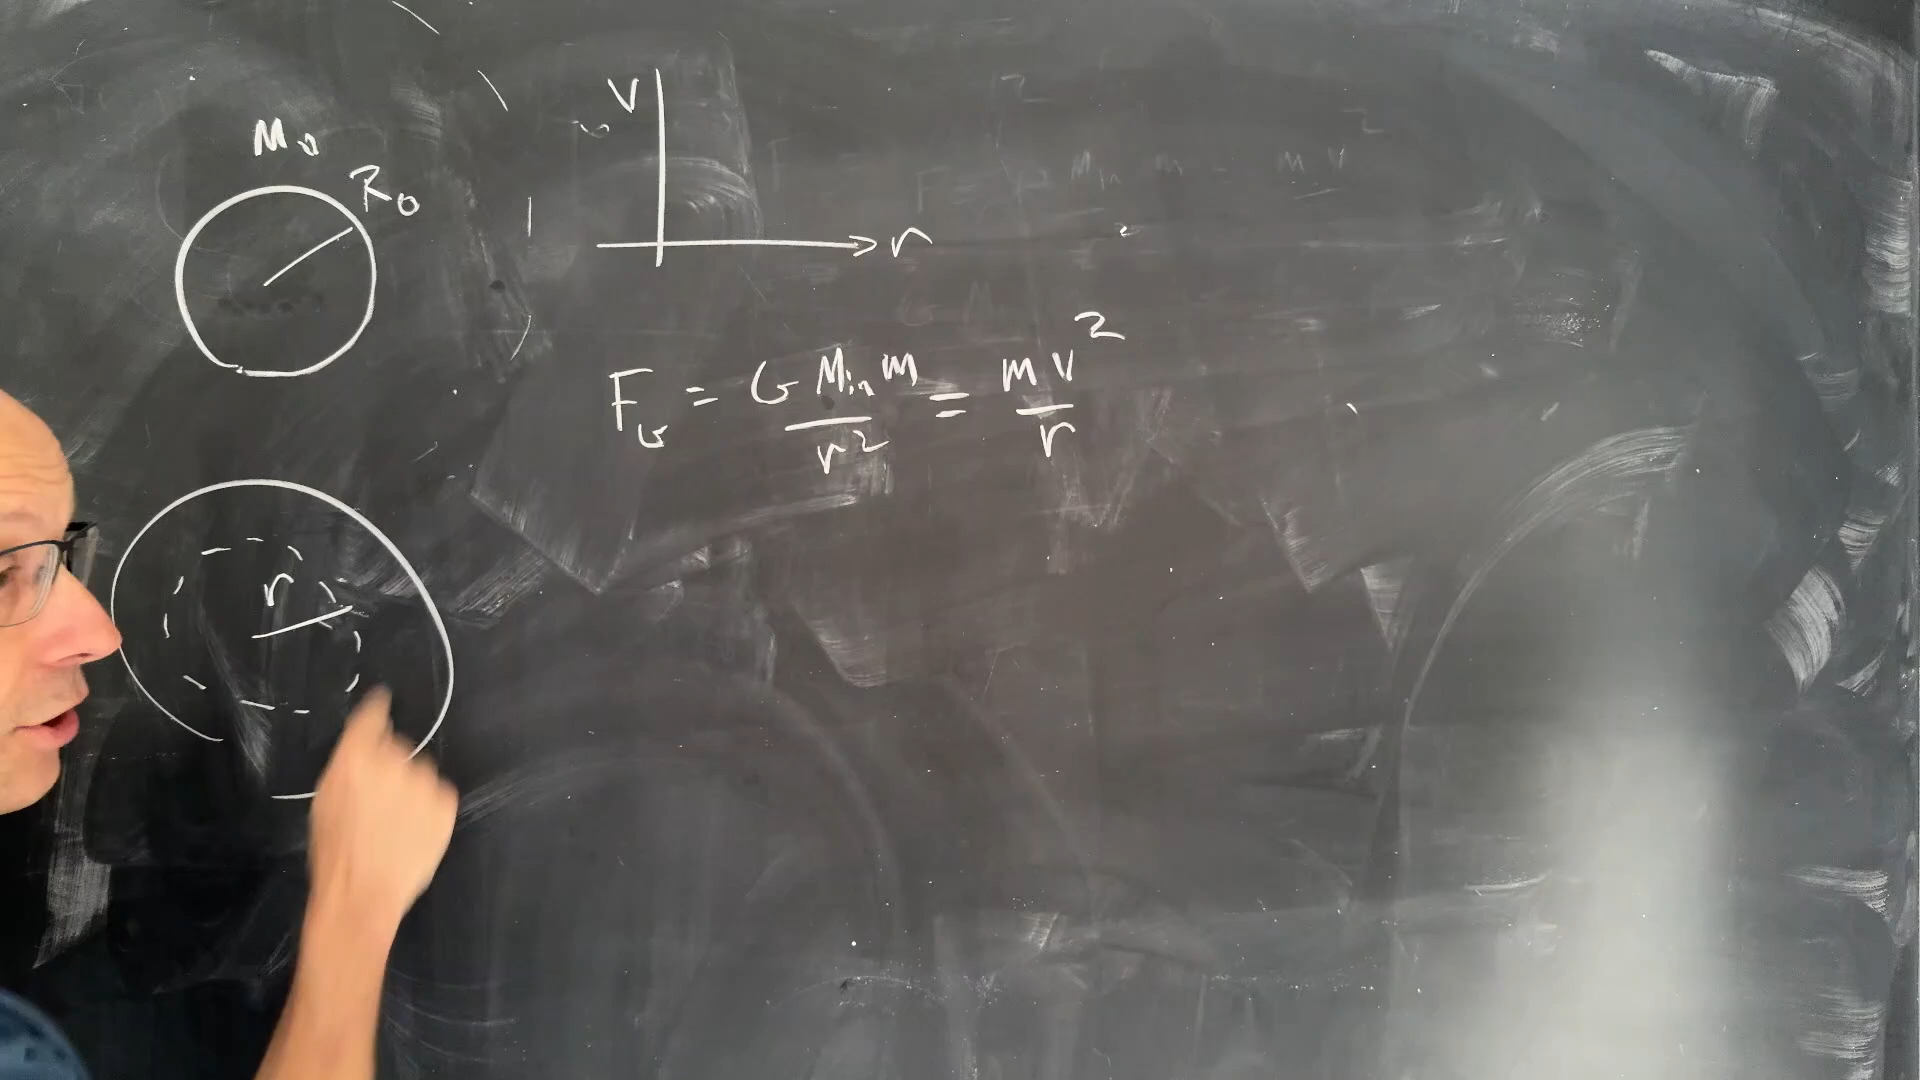 M₀
R₀
V
r
F_G = G M_in m / r² = m v² / r
r